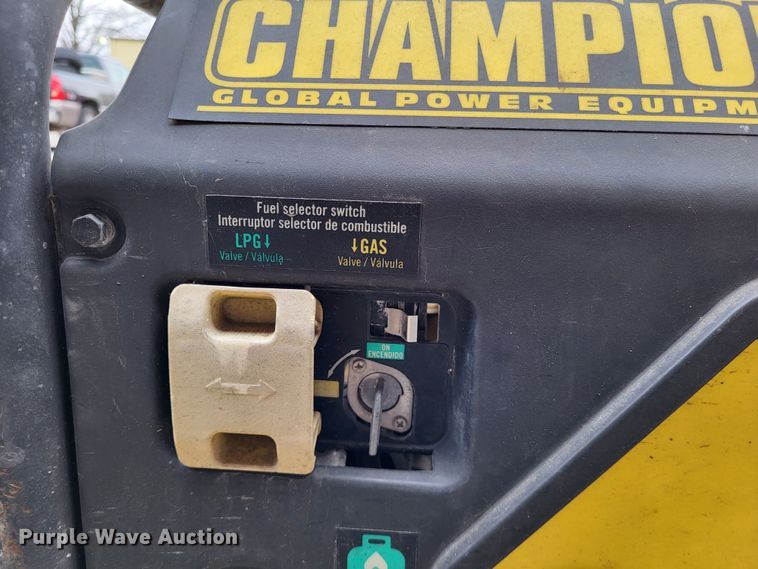 CHAMPIO
GLOBAL POWER EQUIPM
Fuel selector switch
Interruptor selector de combustible
LPG↓ ↓GAS
Valve / Válvula Valve / Válvula
ON
ENCENDIDO
Purple Wave Auction